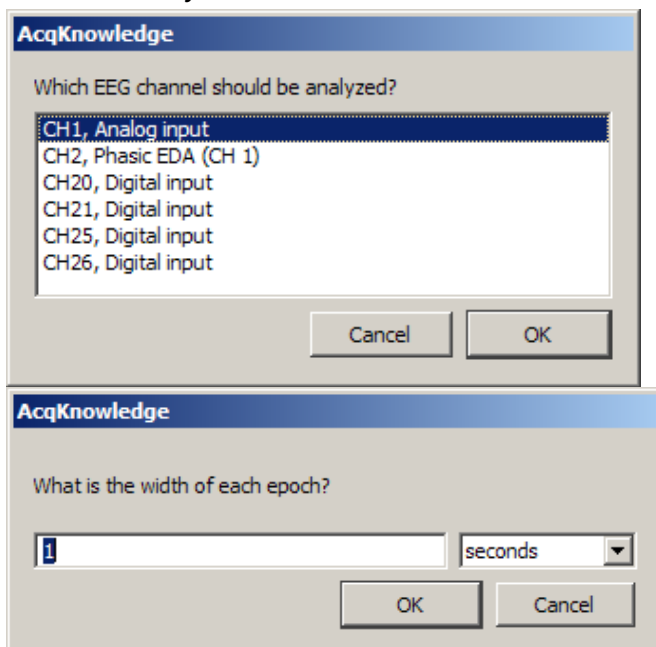 AcqKnowledge
Which EEG channel should be analyzed?
CH1, Analog input
CH2, Phasic EDA (CH 1)
CH20, Digital input
CH21, Digital input
CH25, Digital input
CH26, Digital input
Cancel OK
AcqKnowledge
What is the width of each epoch?
1 seconds
OK Cancel